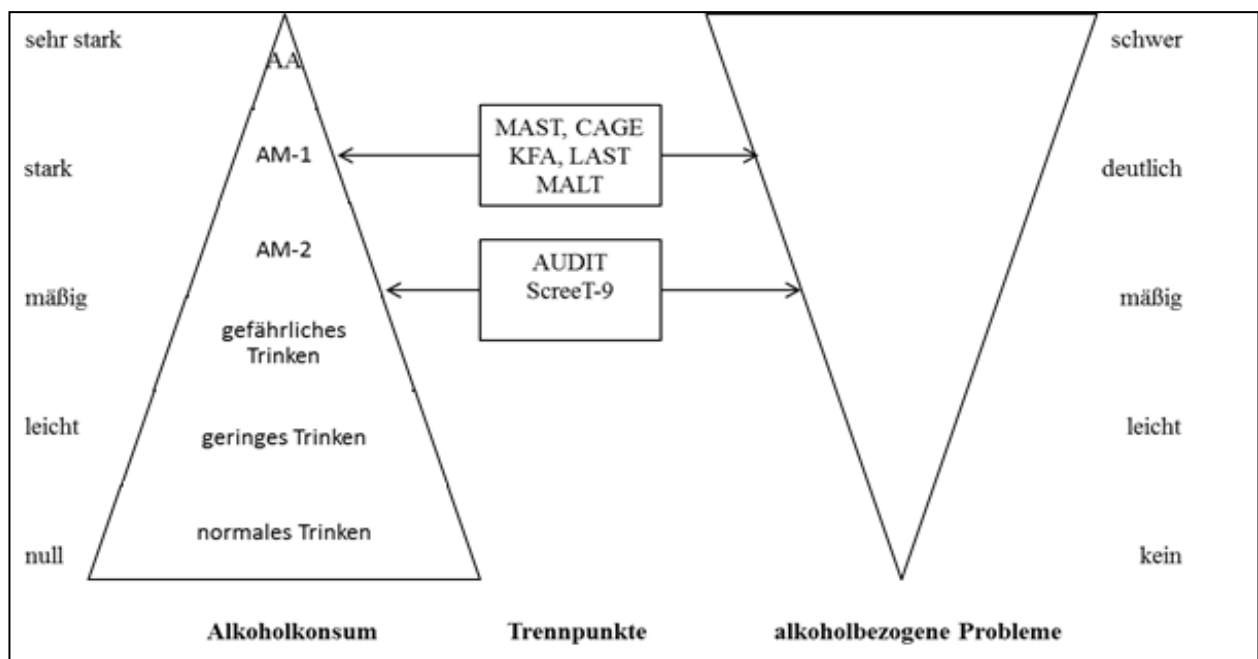 sehr stark
AA
schwer
MAST, CAGE
KFA, LAST
MALT
AM-1
stark
deutlich
AM-2
AUDIT
ScreeT-9
mäßig
mäßig
gefährliches
Trinken
leicht
geringes Trinken
leicht
normales Trinken
null
kein
Alkoholkonsum
Trennpunkte
alkoholbezogene Probleme